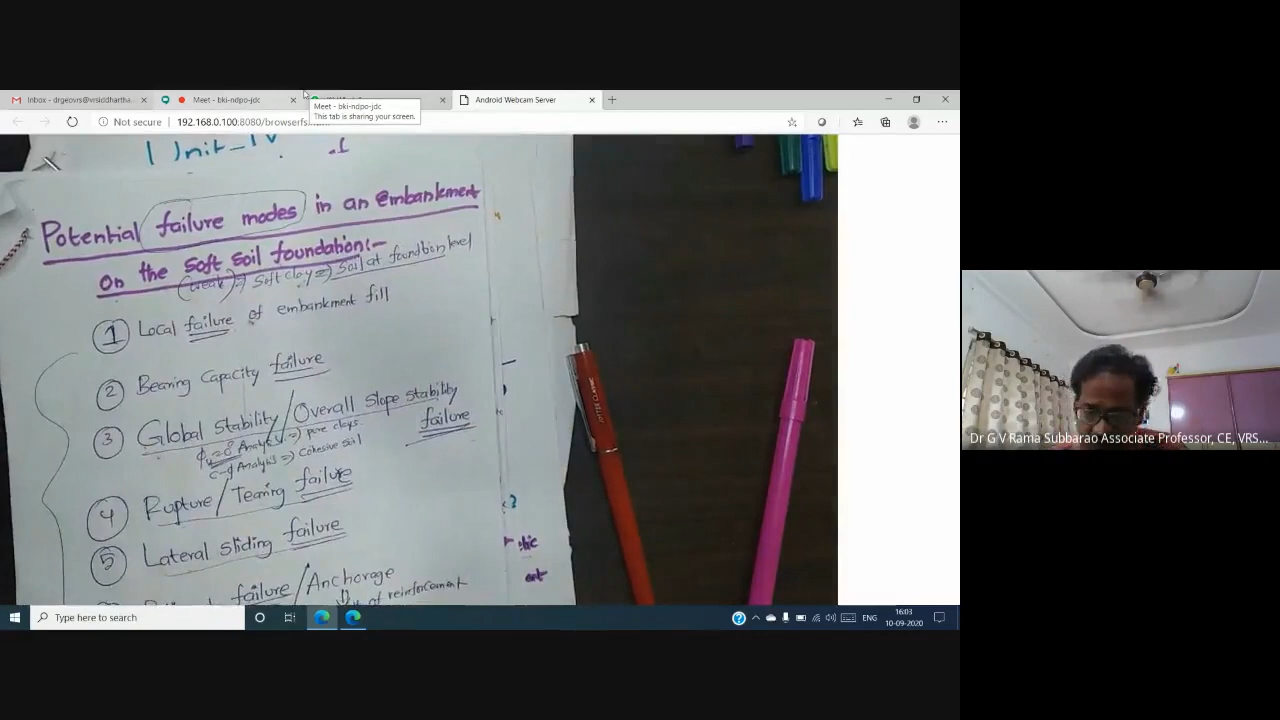 Inbox - drgeovrs@vrsiddhartha...
Meet - bki-ndpo-jdc
Android Webcam Server
Meet - bki-ndpo-jdc
This tab is sharing your screen.
Not secure
192.168.0.100:8080/browserfs.
Unit-IV
Potential failure modes in an embankment
on the soft soil foundation:-
(weak) => Soft clay => Soil at foundtion level
1 Local failure of embankment fill
2 Bearing Capacity failure
3 Global stability / Overall slope stability
failure
Analysis => pure clays
c-ϕ Analysis => Cohesive soil
4 Rupture / Tearing failure
5 Lateral sliding failure
failure / Anchorage
of reinforcement
Dr G V Rama Subbarao Associate Professor, CE, VRS...
Type here to search
ENG
16:03
10-09-2020